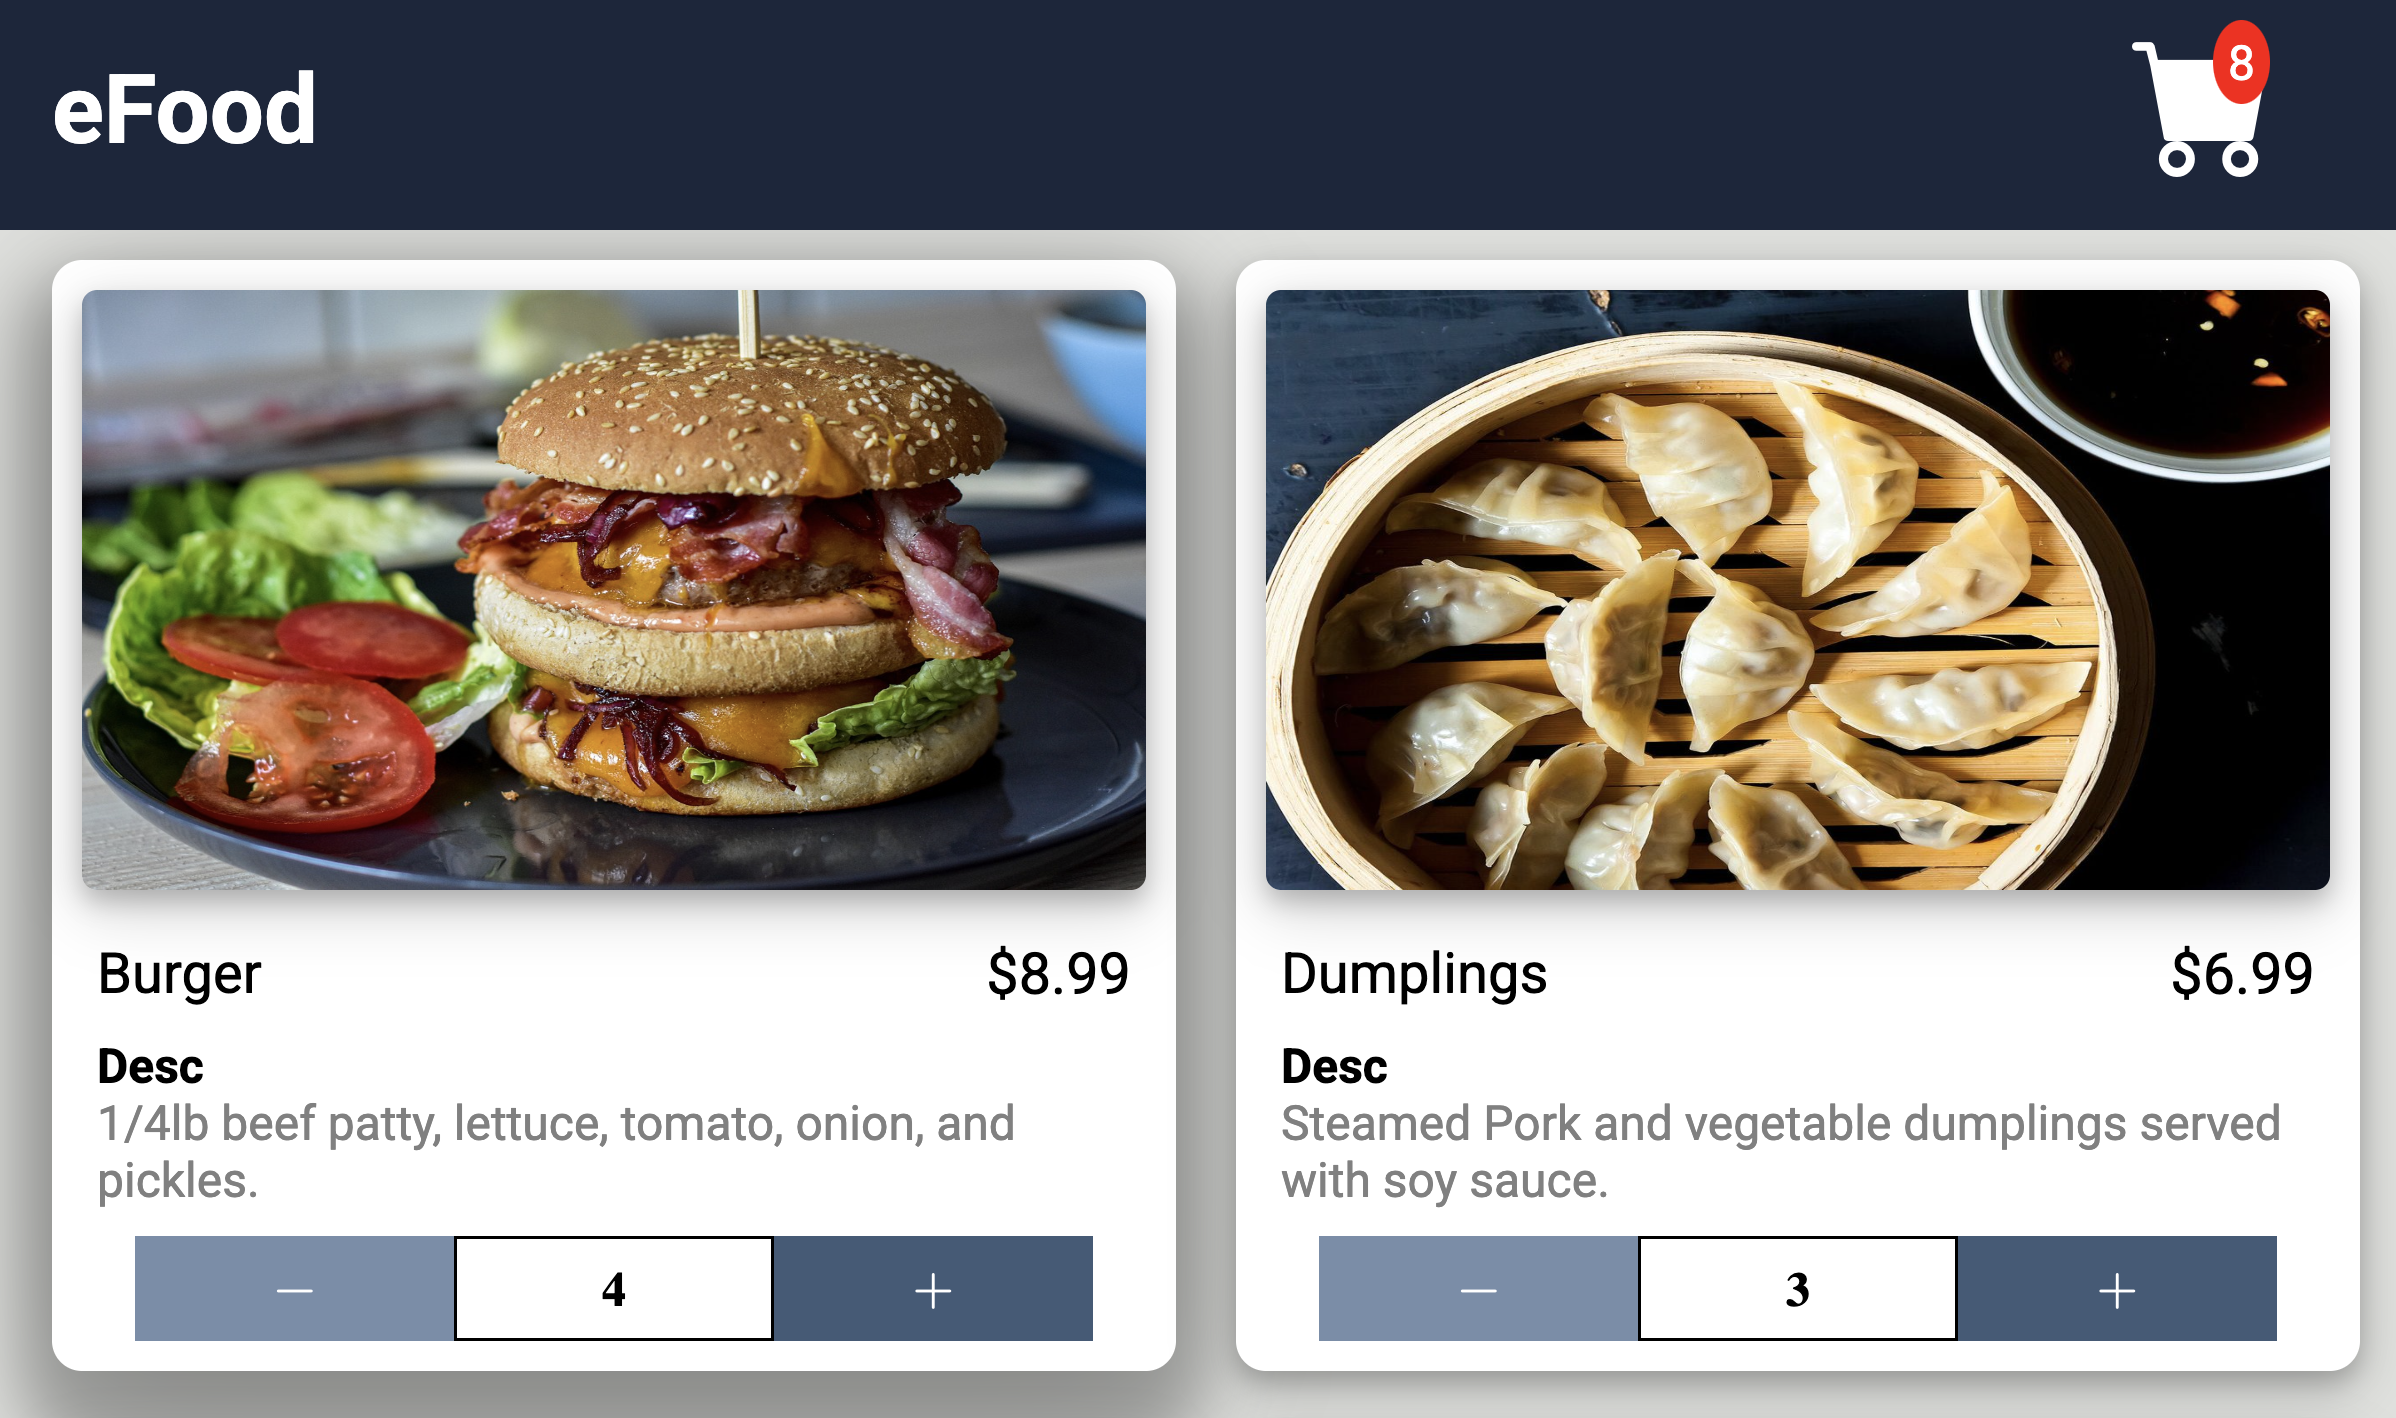 eFood
8
Burger
$8.99
Desc
1/4lb beef patty, lettuce, tomato, onion, and
pickles.
4
Dumplings
$6.99
Desc
Steamed Pork and vegetable dumplings served
with soy sauce.
3